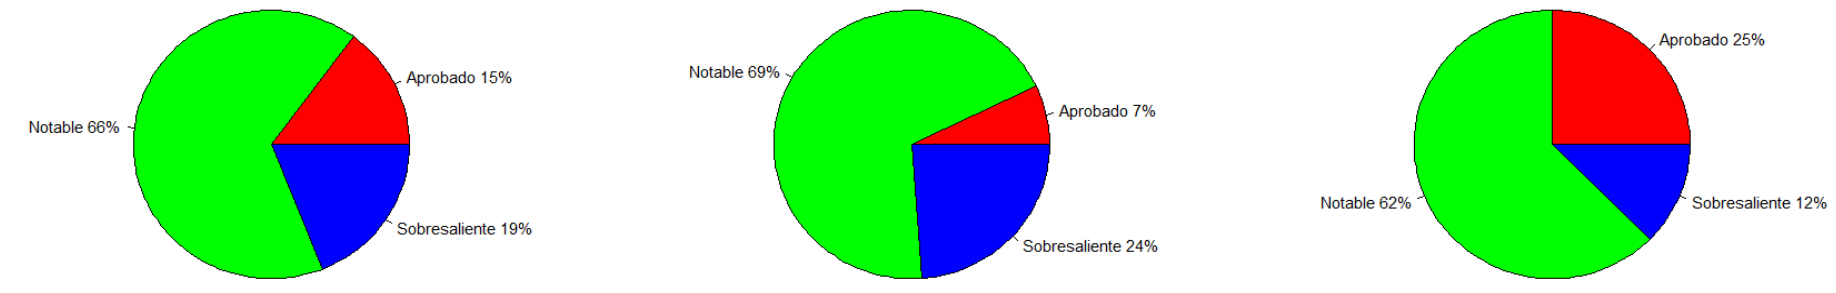 Aprobado 15%
Notable 66%
Sobresaliente 19%
Notable 69%
Aprobado 7%
Sobresaliente 24%
Aprobado 25%
Notable 62%
Sobresaliente 12%